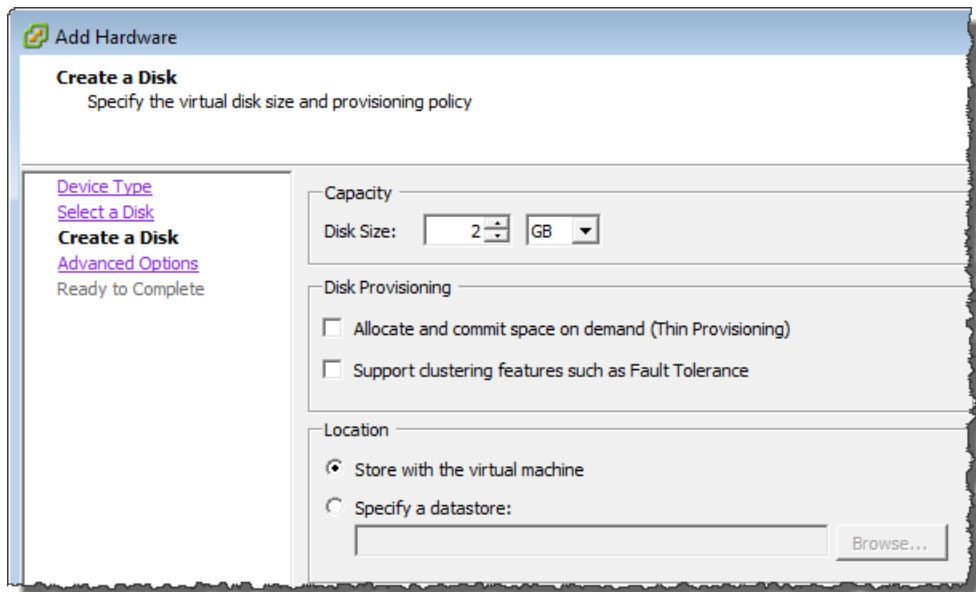 Add Hardware
Create a Disk
Specify the virtual disk size and provisioning policy
Device Type
Select a Disk
Create a Disk
Advanced Options
Ready to Complete
Capacity
Disk Size: 2 GB
Disk Provisioning
Allocate and commit space on demand (Thin Provisioning)
Support clustering features such as Fault Tolerance
Location
Store with the virtual machine
Specify a datastore:
Browse...